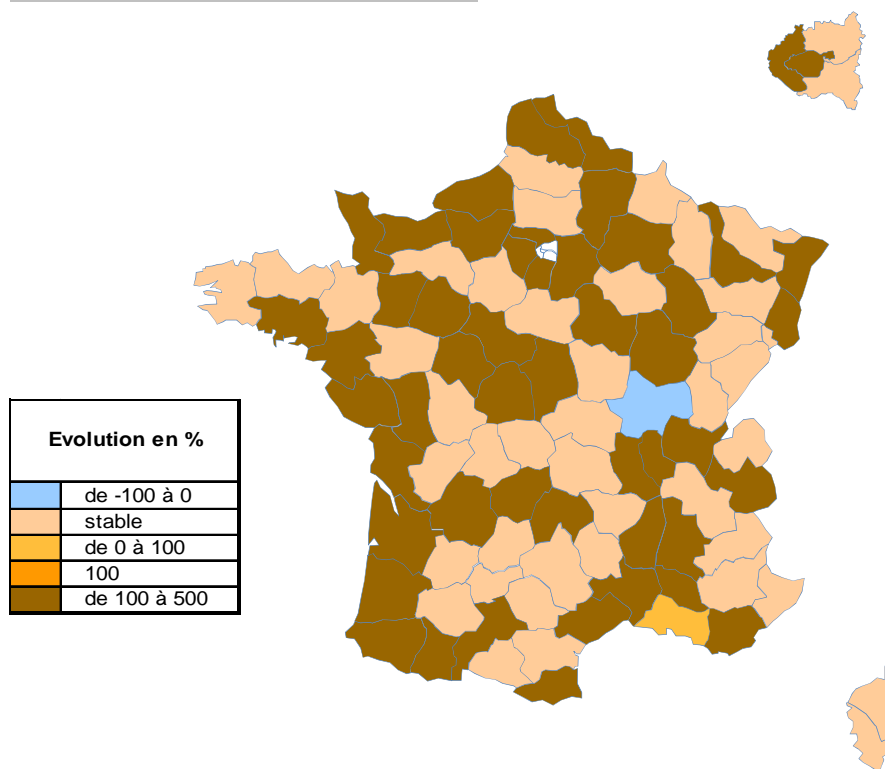 Evolution en %
de -100 à 0
stable
de 0 à 100
100
de 100 à 500